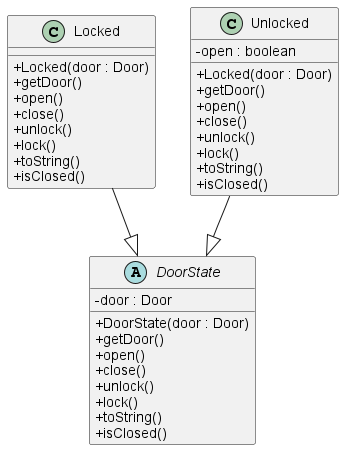 C Locked
+Locked(door : Door)
+getDoor()
+open()
+close()
+unlock()
+lock()
+toString()
+isClosed()
C Unlocked
-open : boolean
+Locked(door : Door)
+getDoor()
+open()
+close()
+unlock()
+lock()
+toString()
+isClosed()
A DoorState
-door : Door
+DoorState(door : Door)
+getDoor()
+open()
+close()
+unlock()
+lock()
+toString()
+isClosed()